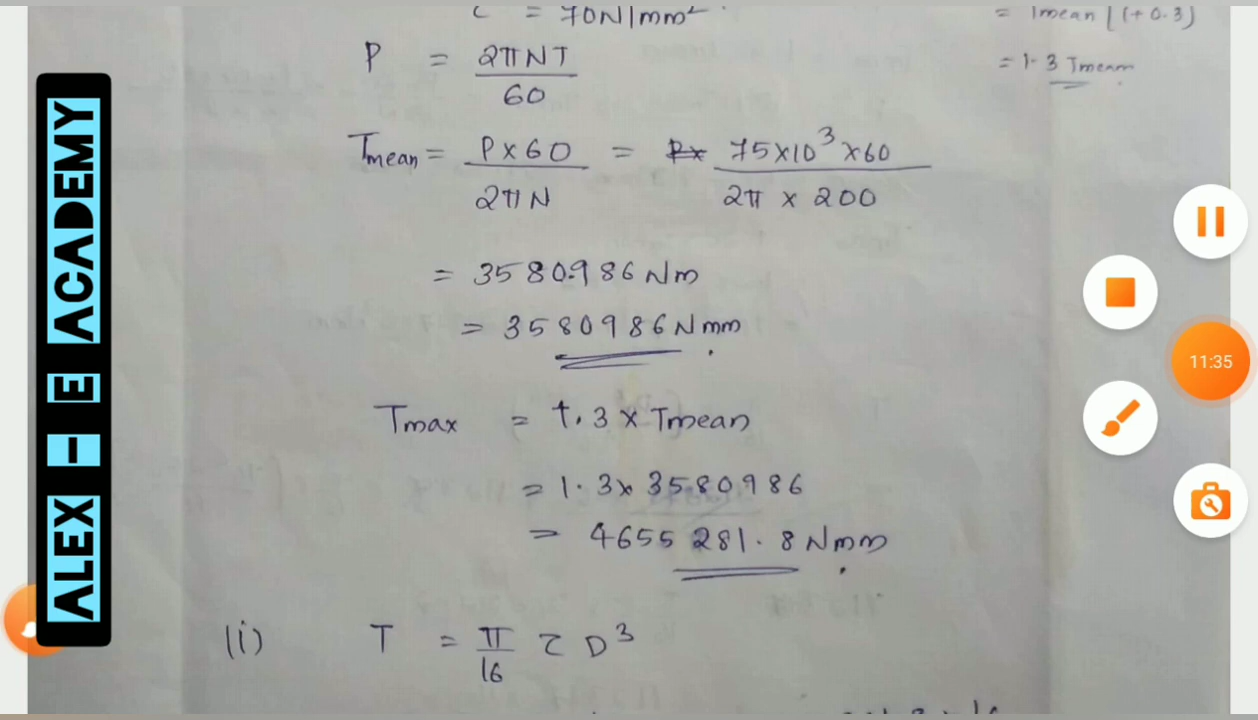 τ = 70N/mm²
= Tmean (1+0.3)
= 1.3 Tmean
P = 2πNT / 60
Tmean = P×60 / 2πN = 75×10³×60 / 2π × 200
= 3580.986 Nm
= 3580986 Nmm
Tmax = 1.3 × Tmean
= 1.3 × 3580986
= 4655281.8 Nmm
(i) T = π/16 τ D³
ALEX – E ACADEMY
11:35